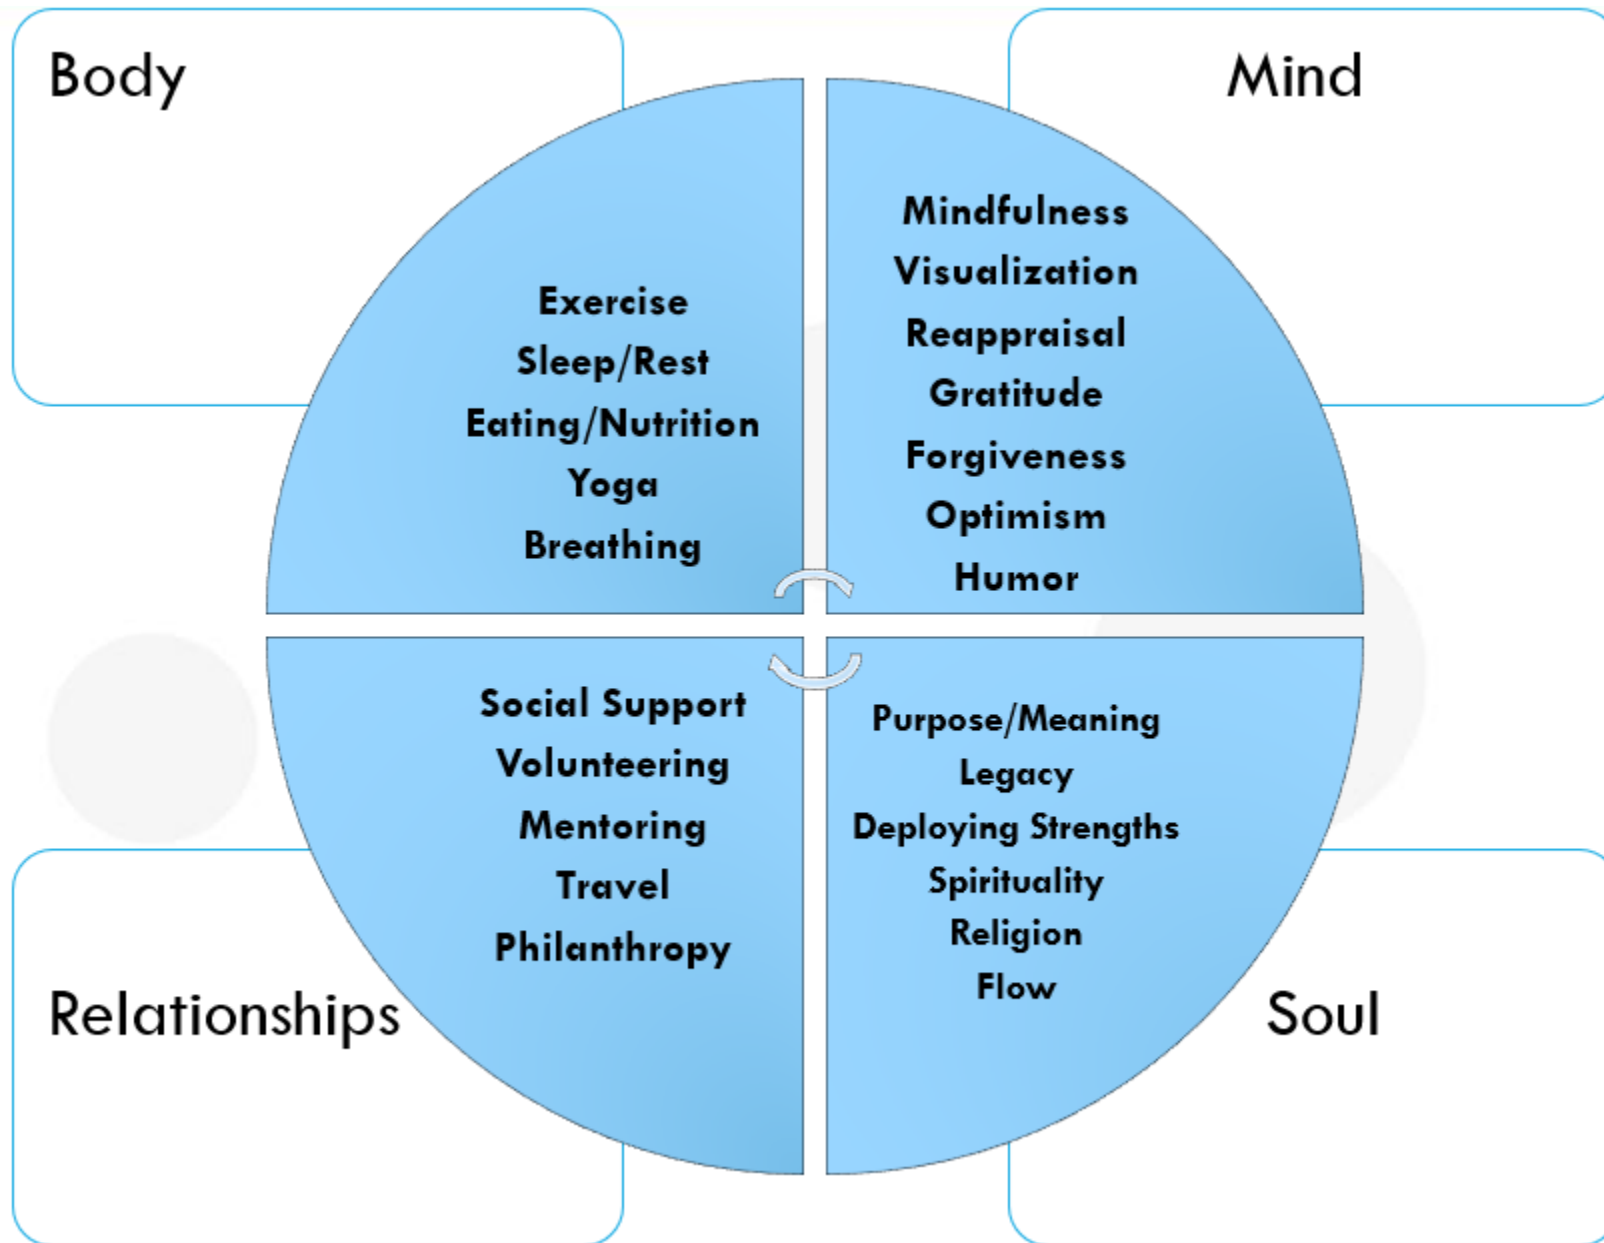 Body
Exercise
Sleep/Rest
Eating/Nutrition
Yoga
Breathing
Mind
Mindfulness
Visualization
Reappraisal
Gratitude
Forgiveness
Optimism
Humor
Relationships
Social Support
Volunteering
Mentoring
Travel
Philanthropy
Soul
Purpose/Meaning
Legacy
Deploying Strengths
Spirituality
Religion
Flow